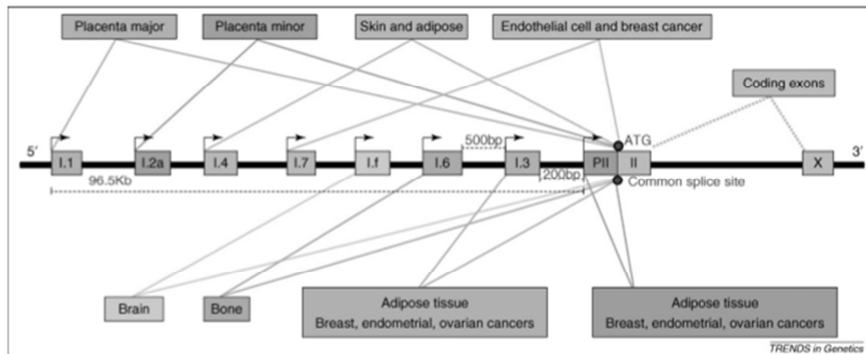 Placenta major
Placenta minor
Skin and adipose
Endothelial cell and breast cancer
Coding exons
ATG
5'
I.1
I.2a
I.4
I.7
I.f
I.6
500bp
I.3
200bp
PII
II
X
3'
96.5Kb
Common splice site
Brain
Bone
Adipose tissue
Breast, endometrial, ovarian cancers
Adipose tissue
Breast, endometrial, ovarian cancers
TRENDS in Genetics